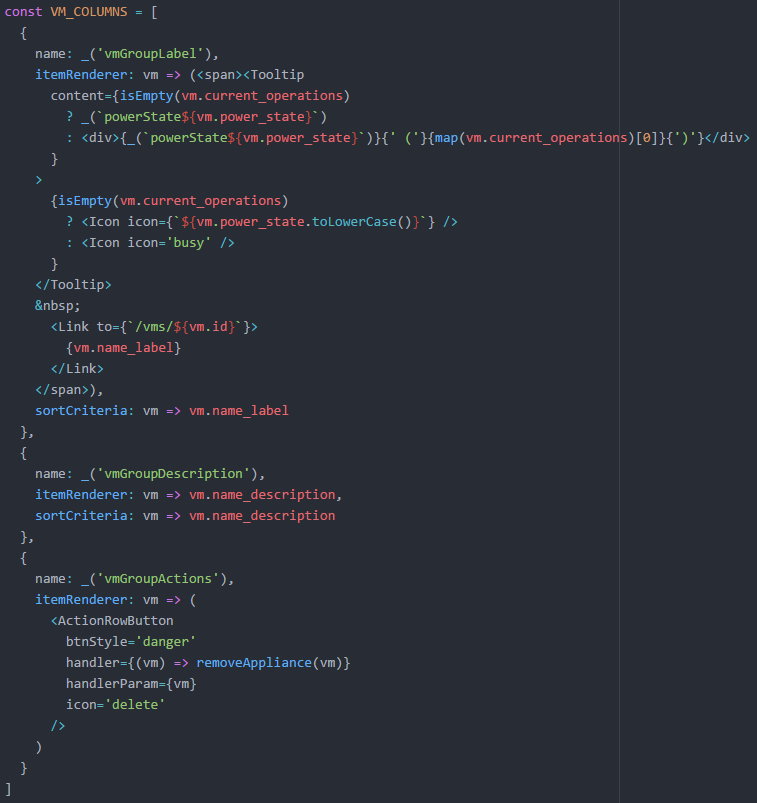 const VM_COLUMNS = [
  {
    name: _('vmGroupLabel'),
    itemRenderer: vm => (<span><Tooltip
      content={isEmpty(vm.current_operations)
        ? _(`powerState${vm.power_state}`)
        : <div>{_(`powerState${vm.power_state}`)}{' ('}{map(vm.current_operations)[0]}{')'}</div>
      }
    >
      {isEmpty(vm.current_operations)
        ? <Icon icon={`${vm.power_state.toLowerCase()}`} />
        : <Icon icon='busy' />
      }
    </Tooltip>
    &nbsp;
      <Link to={`/vms/${vm.id}`}>
        {vm.name_label}
      </Link>
    </span>),
    sortCriteria: vm => vm.name_label
  },
  {
    name: _('vmGroupDescription'),
    itemRenderer: vm => vm.name_description,
    sortCriteria: vm => vm.name_description
  },
  {
    name: _('vmGroupActions'),
    itemRenderer: vm => (
      <ActionRowButton
        btnStyle='danger'
        handler={(vm) => removeAppliance(vm)}
        handlerParam={vm}
        icon='delete'
      />
    )
  }
]